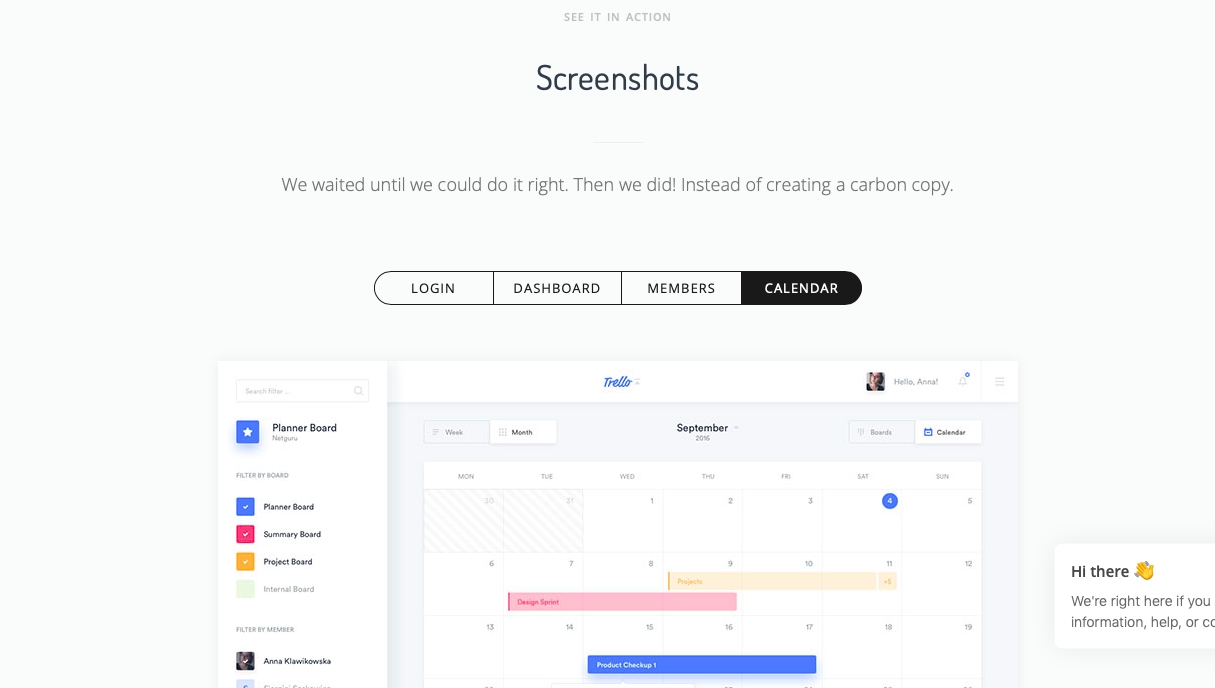 SEE IT IN ACTION
Screenshots
We waited until we could do it right. Then we did! Instead of creating a carbon copy.
LOGIN DASHBOARD MEMBERS CALENDAR
Search filter ...
Trello
Hello, Anna!
Planner Board
Netguru
Week Month
September
2016
Boards Calendar
FILTER BY BOARD
MON TUE WED THU FRI SAT SUN
30 31 1 2 3 4 5
Planner Board
Summary Board
Project Board
Internal Board
6 7 8 9 10 11 12
Projects +5
Design Sprint
Hi there 👋
We're right here if you
information, help, or co
FILTER BY MEMBER
13 14 15 16 17 18 19
Anna Klawikowska
Product Checkup 1